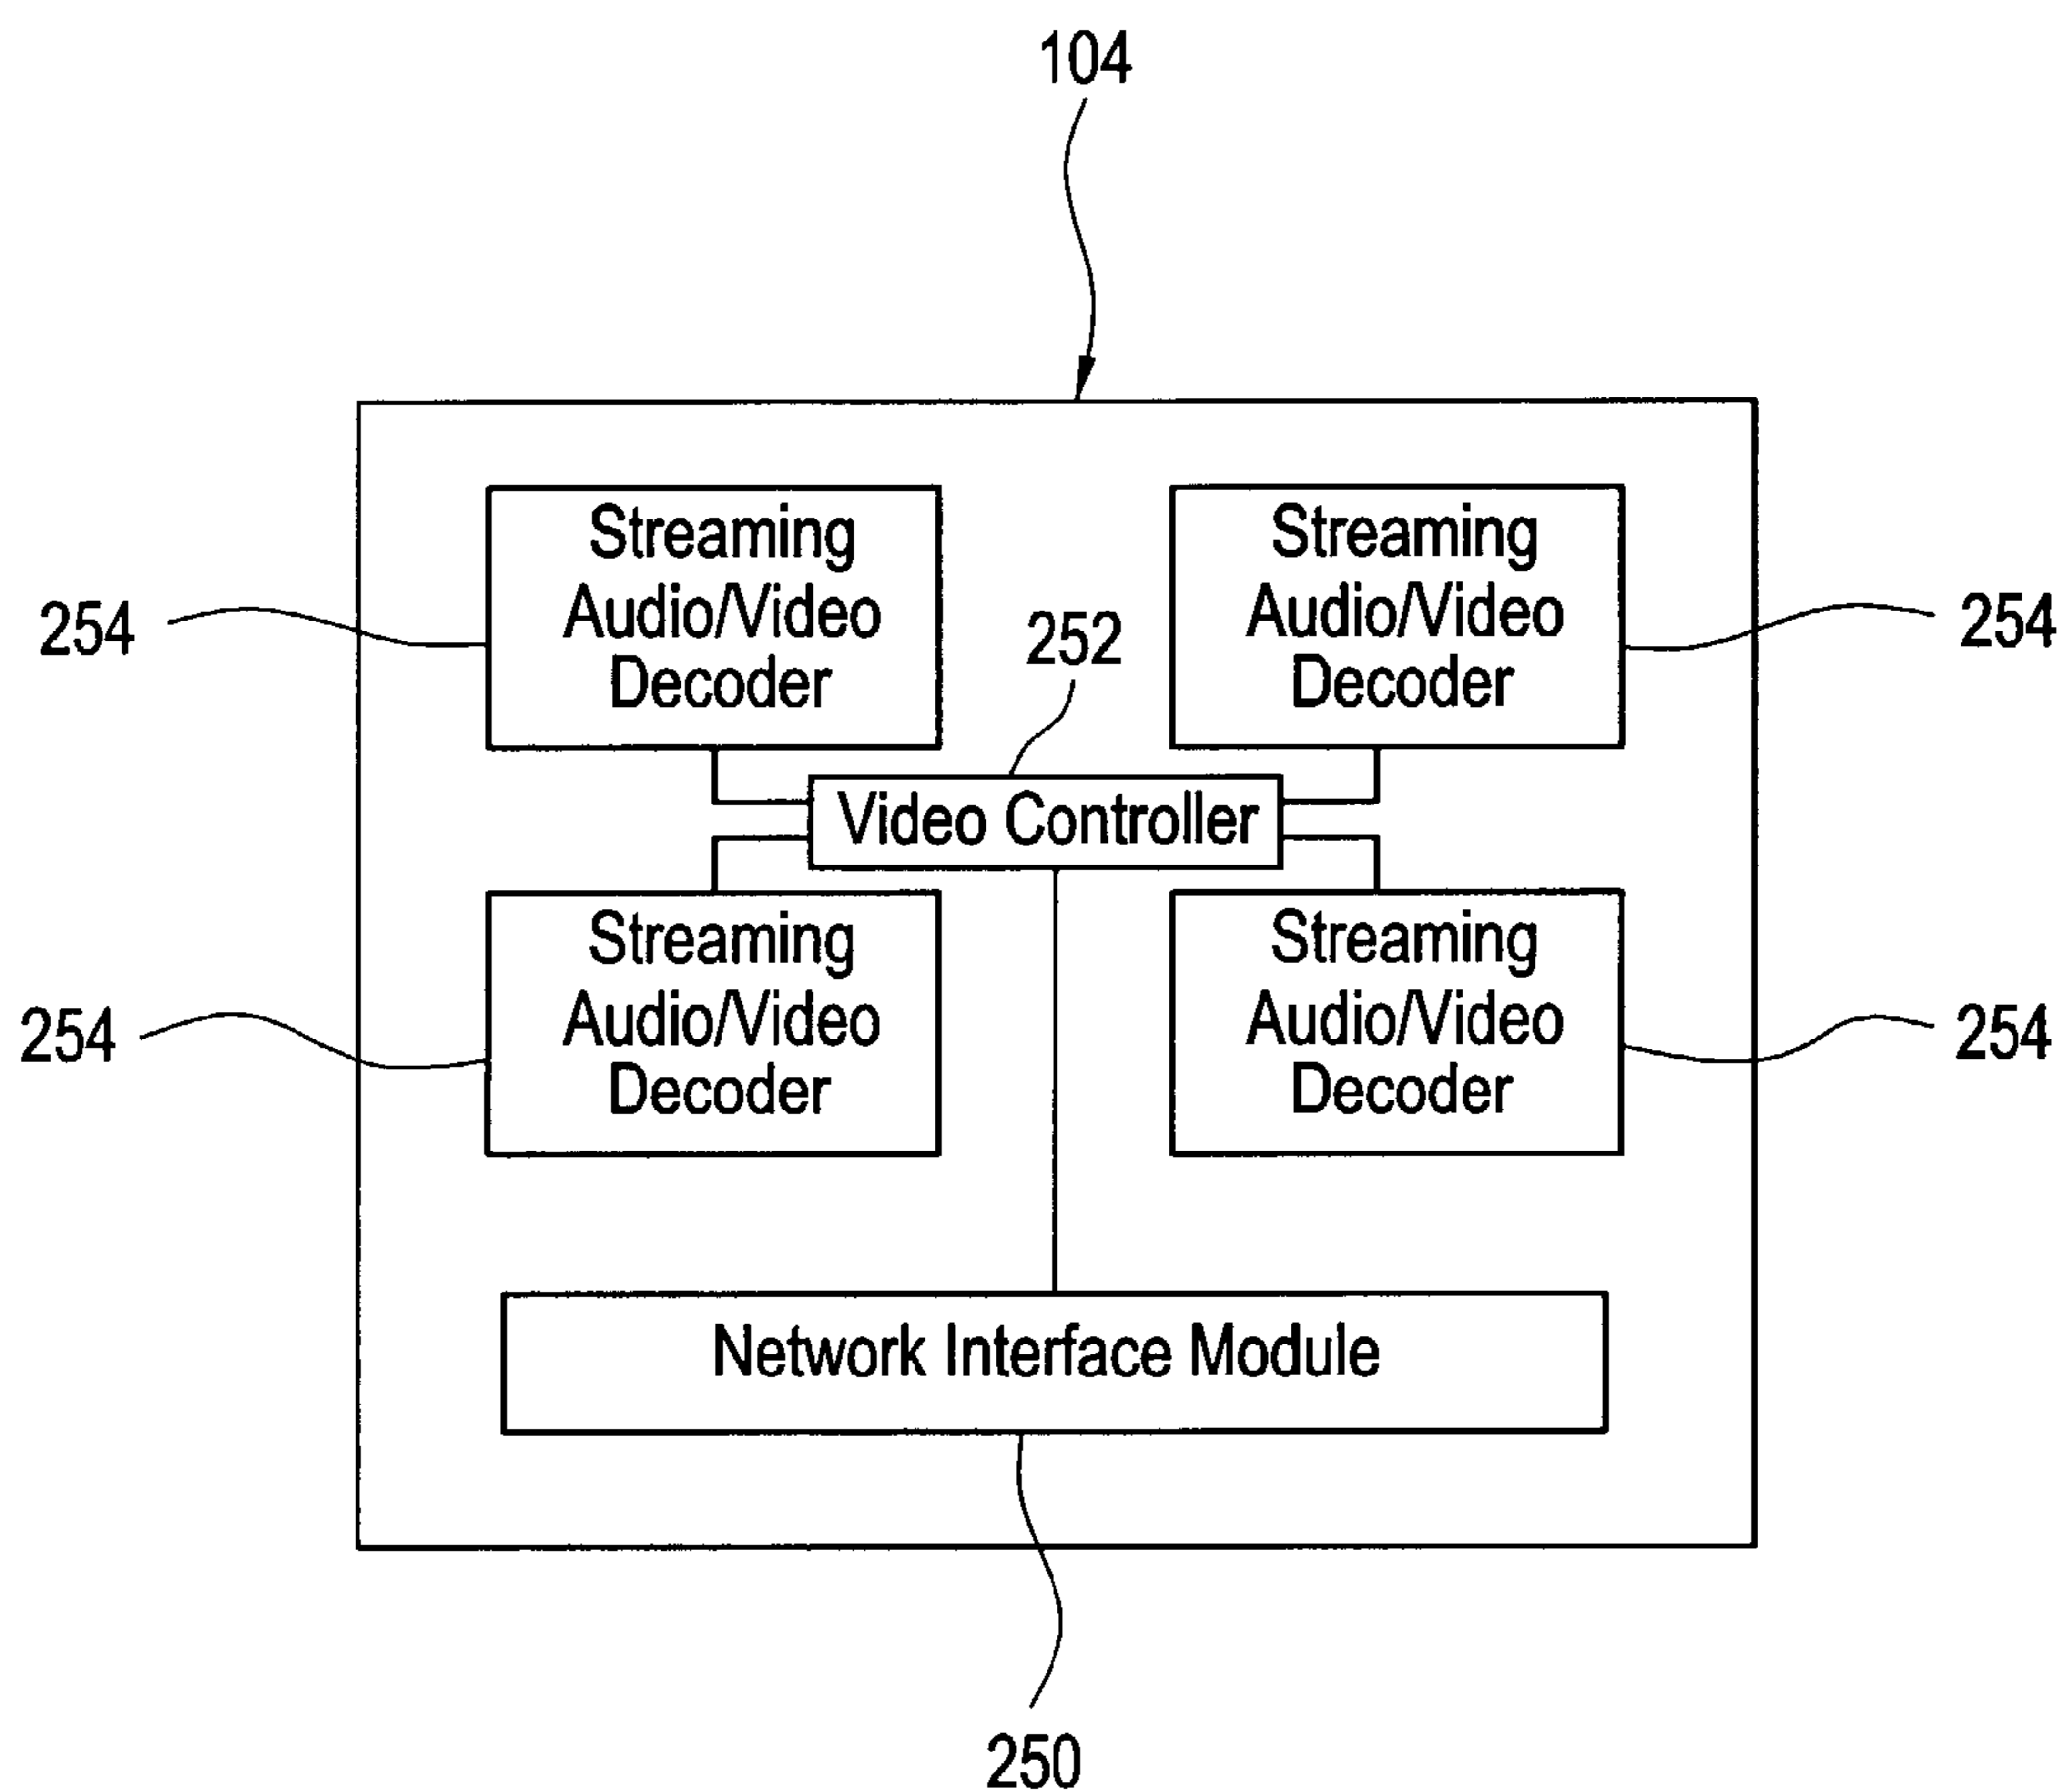 104
Streaming
Audio/Video
Decoder
Streaming
Audio/Video
Decoder
254
252
254
Video Controller
Streaming
Audio/Video
Decoder
Streaming
Audio/Video
Decoder
254
254
Network Interface Module
250